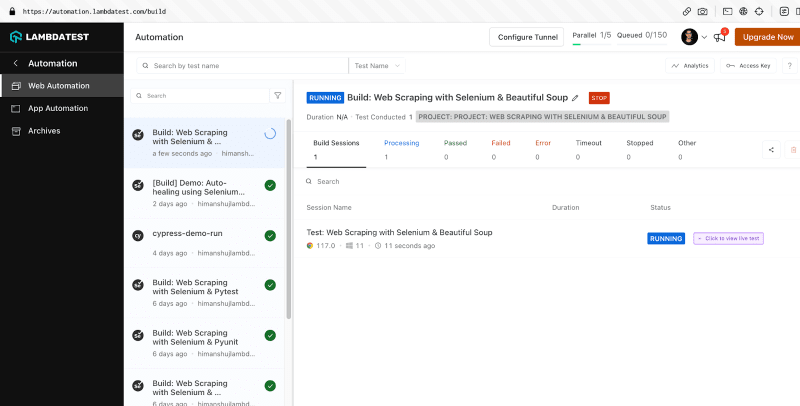 https://automation.lambdatest.com/build
LAMBDATEST
Automation
Configure Tunnel
Parallel 1/5 Queued 0/150
1
Upgrade Now
Automation
Web Automation
App Automation
Archives
Search by test name
Test Name
Analytics
Access Key
?
Search
Build: Web Scraping
with Selenium & ...
a few seconds ago · himansh...
[Build] Demo: Auto-
healing using Selenium...
2 days ago · himanshujlambd...
cy
cypress-demo-run
4 days ago · himanshujlambd...
Build: Web Scraping
with Selenium & Pytest
6 days ago · himanshujlambd...
Build: Web Scraping
with Selenium & Pyunit
6 days ago · himanshujlambd...
Build: Web Scraping
with Selenium & ...
6 days ago · himanshujlambd...
RUNNING Build: Web Scraping with Selenium & Beautiful Soup STOP
Duration N/A · Test Conducted 1 PROJECT: PROJECT: WEB SCRAPING WITH SELENIUM & BEAUTIFUL SOUP
Build Sessions Processing Passed Failed Error Timeout Stopped Other
1 1 0 0 0 0 0 0
Search
Session Name Duration Status
Test: Web Scraping with Selenium & Beautiful Soup
117.0 · 11 · 11 seconds ago
RUNNING
Click to view live test